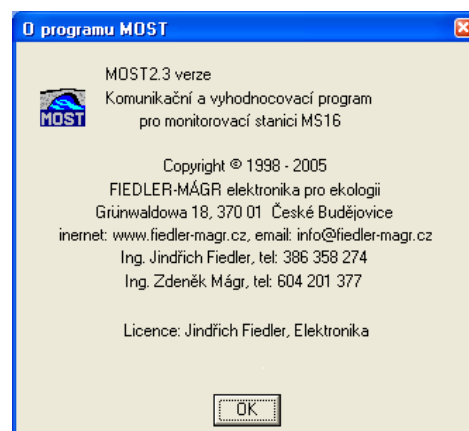 O programu MOST
MOST2.3 verze
Komunikační a vyhodnocovací program
pro monitorovací stanici MS16
MOST
Copyright © 1998 - 2005
FIEDLER-MÁGR elektronika pro ekologii
Grünwaldowa 18, 370 01 České Budějovice
inernet: www.fiedler-magr.cz, email: info@fiedler-magr.cz
Ing. Jindřich Fiedler, tel: 386 358 274
Ing. Zdeněk Mágr, tel: 604 201 377
Licence: Jindřich Fiedler, Elektronika
OK